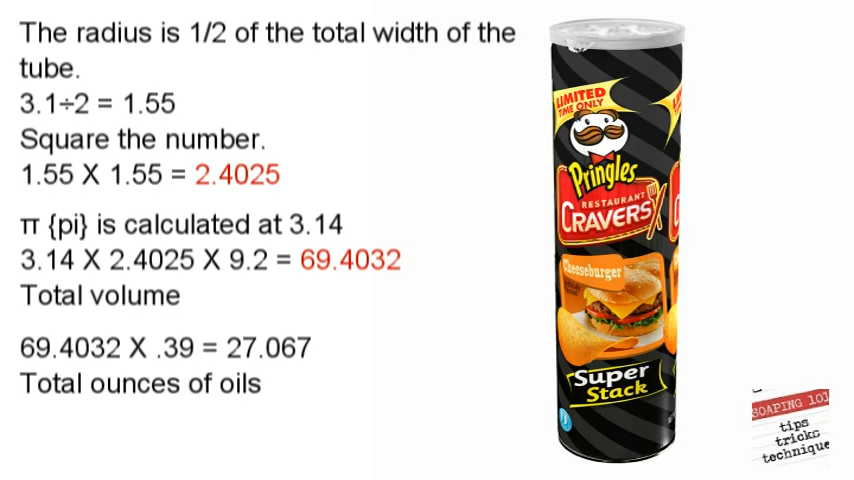 The radius is 1/2 of the total width of the
tube.
3.1÷2 = 1.55
Square the number.
1.55 X 1.55 = 2.4025
π {pi} is calculated at 3.14
3.14 X 2.4025 X 9.2 = 69.4032
Total volume
69.4032 X .39 = 27.067
Total ounces of oils
LIMITED
TIME ONLY
Pringles
RESTAURANT
CRAVERS
Cheeseburger
Super
Stack
SOAPING 101
tips
tricks
technique